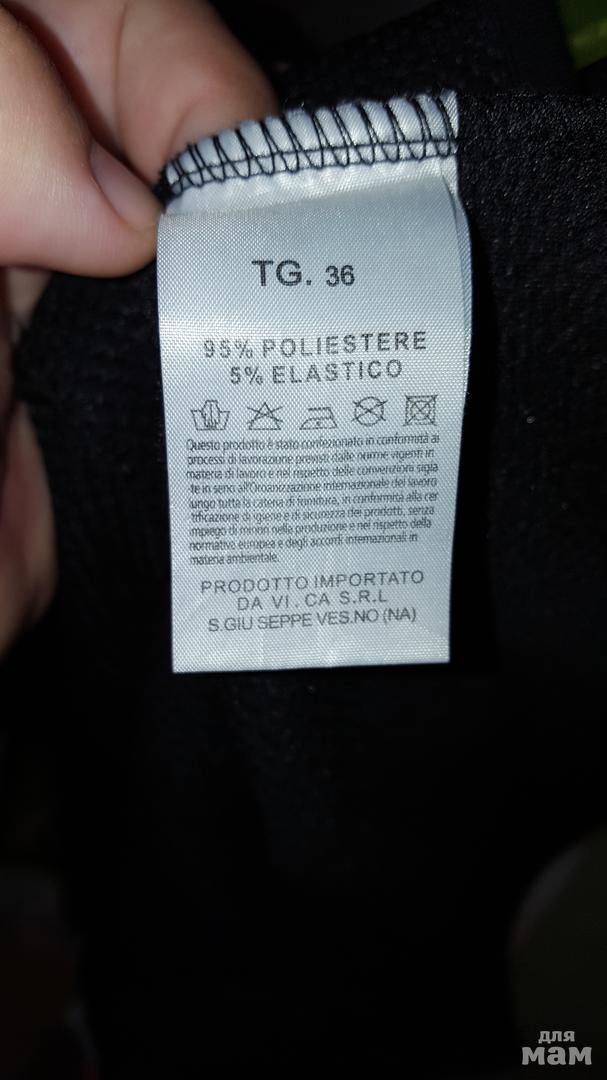 TG. 36
95% POLIESTERE
5% ELASTICO
Questo prodotto è stato confezionato in conformità ai
processi di lavorazione previsti dalle norme vigenti in
materia di lavoro e nel rispetto delle convenzioni sigla
te in seno all'Organizzazione internazionale del lavoro
lungo tutta la catena di fornitura, in conformità alla cer
tificazione di igiene e di sicurezza dei prodotti, senza
impiego di minori nella produzione e nel rispetto della
normativa europea e degli accordi internazionali in
materia ambientale.
PRODOTTO IMPORTATO
DA VI.CA S.R.L
S.GIU SEPPE VES.NO (NA)
для
мам